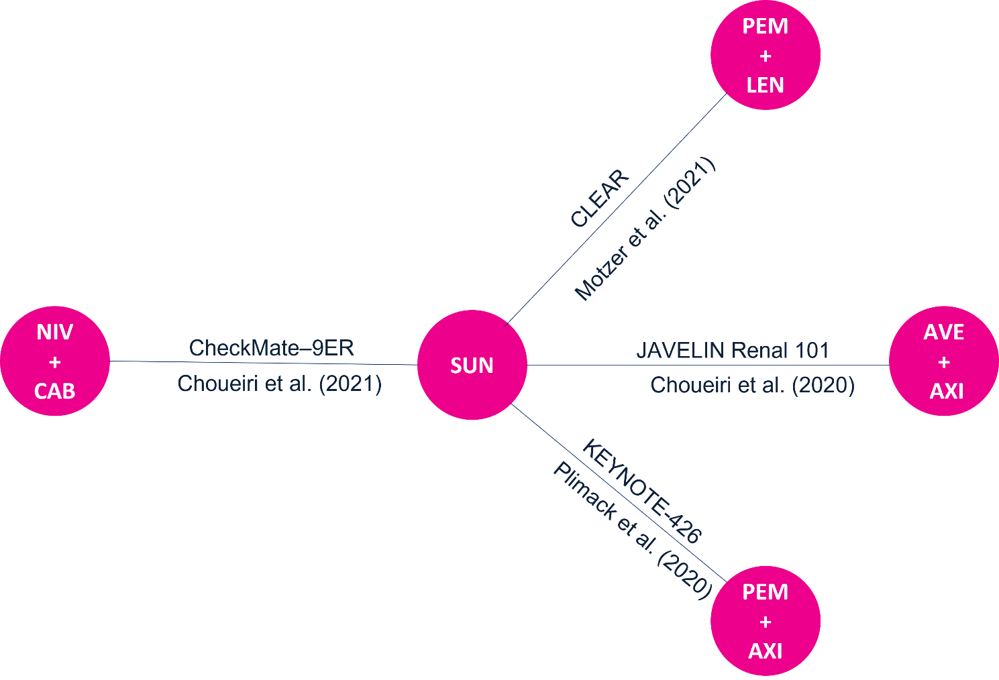 PEM
+
LEN
CLEAR
Motzer et al. (2021)
NIV
+
CAB
CheckMate–9ER
Choueiri et al. (2021)
SUN
JAVELIN Renal 101
Choueiri et al. (2020)
AVE
+
AXI
KEYNOTE-426
Plimack et al. (2020)
PEM
+
AXI